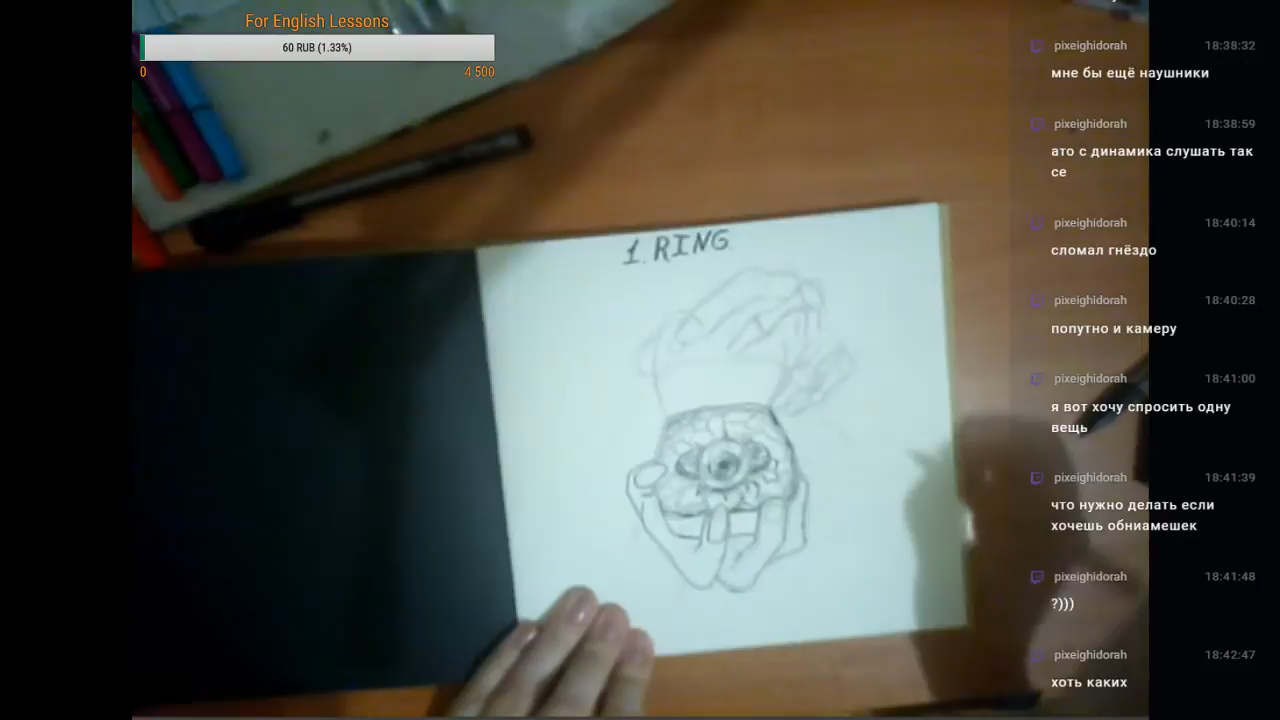 For English Lessons
60 RUB (1.33%)
0
4 500
1. RING
pixeighidorah 18:38:32
мне бы ещё наушники
pixeighidorah 18:38:59
ато с динамика слушать так
се
pixeighidorah 18:40:14
сломал гнёздо
pixeighidorah 18:40:28
попутно и камеру
pixeighidorah 18:41:00
я вот хочу спросить одну
вещь
pixeighidorah 18:41:39
что нужно делать если
хочешь обниамешек
pixeighidorah 18:41:48
?)))
pixeighidorah 18:42:47
хоть каких